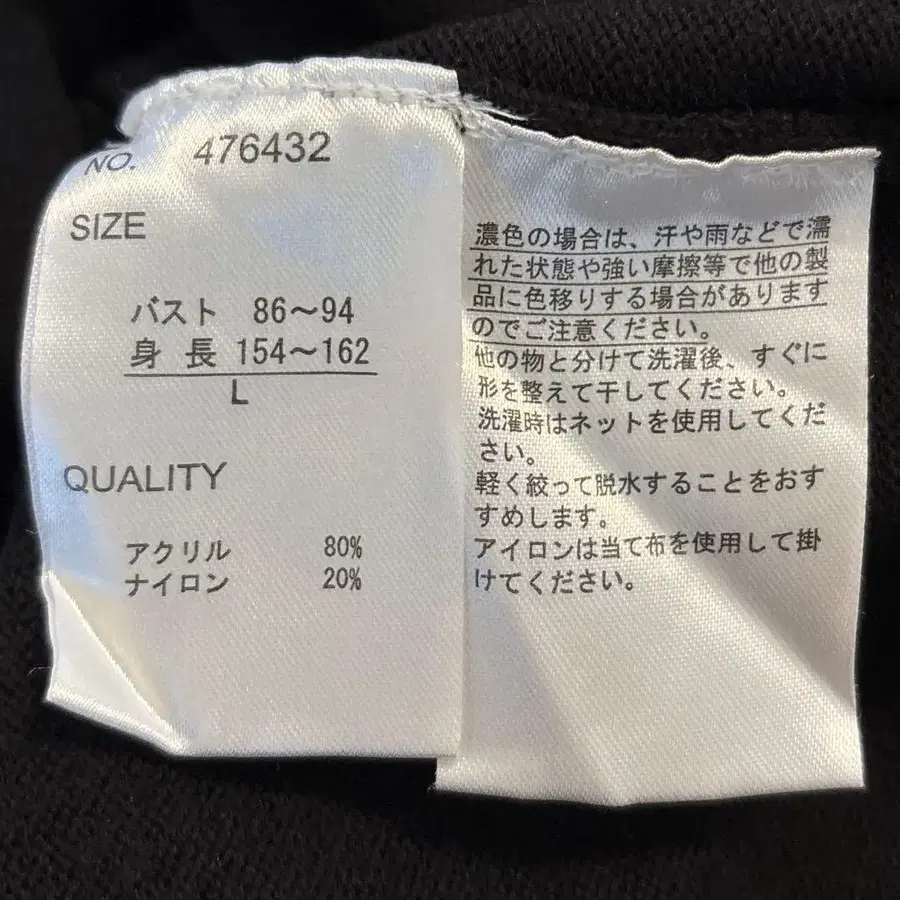 NO. 476432
SIZE
バスト 86～94
身長 154～162
L
QUALITY
アクリル 80%
ナイロン 20%
濃色の場合は、汗や雨などで濡
れた状態や強い摩擦等で他の製
品に色移りする場合があります
のでご注意ください。
他の物と分けて洗濯後、すぐに
形を整えて干してください。
洗濯時はネットを使用してくだ
さい。
軽く絞って脱水することをおす
すめします。
アイロンは当て布を使用して掛
けてください。